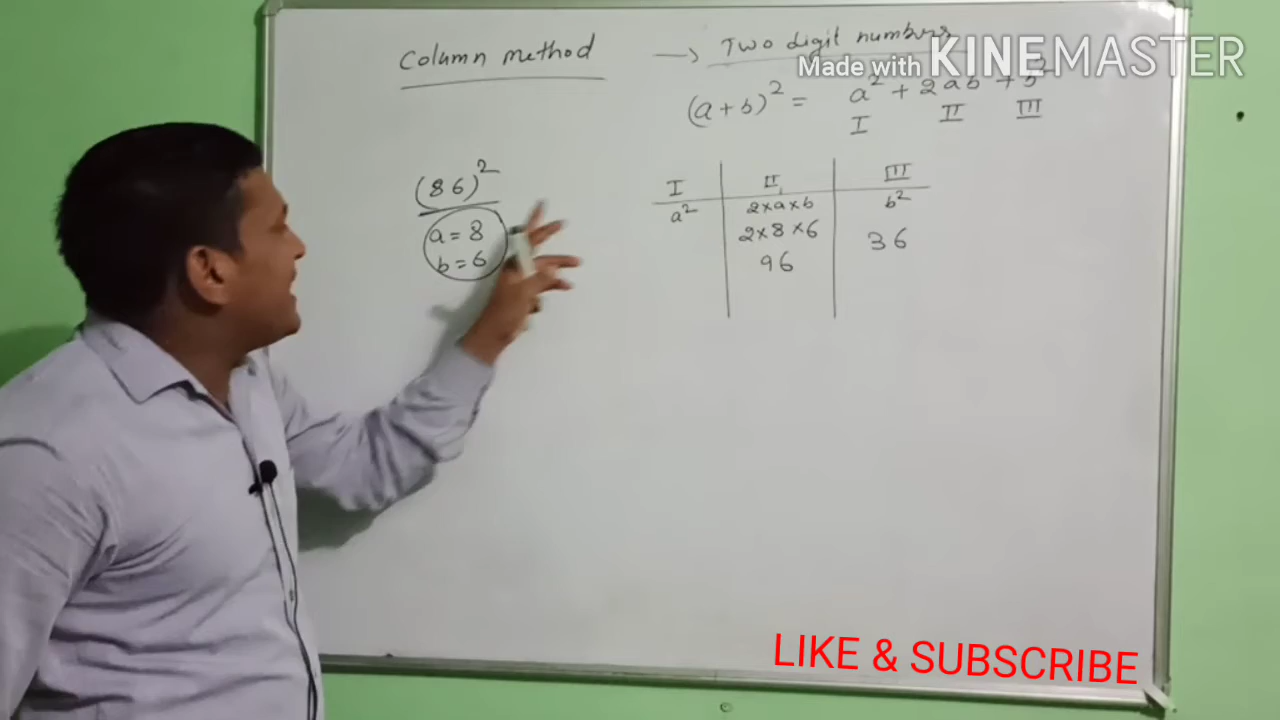 Column method → Two digit numbers
Made with KINEMASTER
(a+b)² = a² + 2ab + b²
I II III
(86)²
a = 8
b = 6
I II III
a² 2×a×b b²
2×8×6 36
96
LIKE & SUBSCRIBE